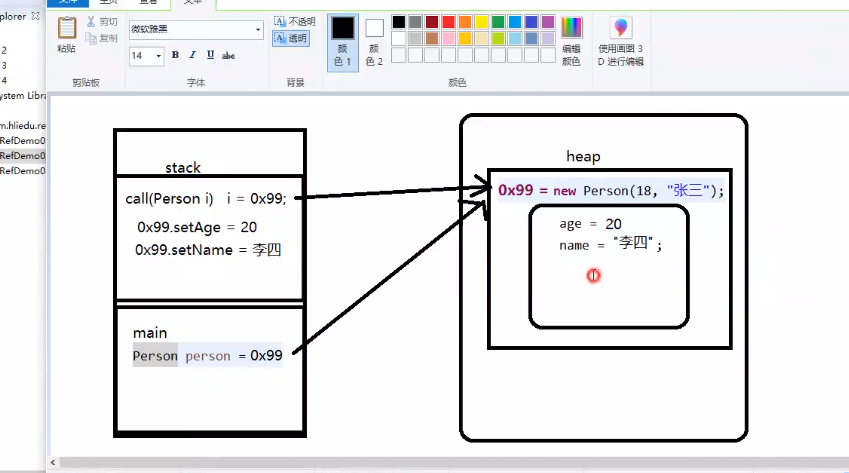 主页
查看
文本
剪切
复制
粘贴
剪贴板
微软雅黑
14
B I U abc
字体
不透明
透明
背景
颜色 1
颜色 2
颜色
编辑颜色
使用画图 3D 进行编辑
plorer
2
3
4
ystem Libra
m.hliedu.re
RefDemo0
RefDemo0
RefDemo0
stack
call(Person i) i = 0x99;
0x99.setAge = 20
0x99.setName = 李四
main
Person person = 0x99
heap
0x99 = new Person(18, "张三");
age = 20
name = "李四";